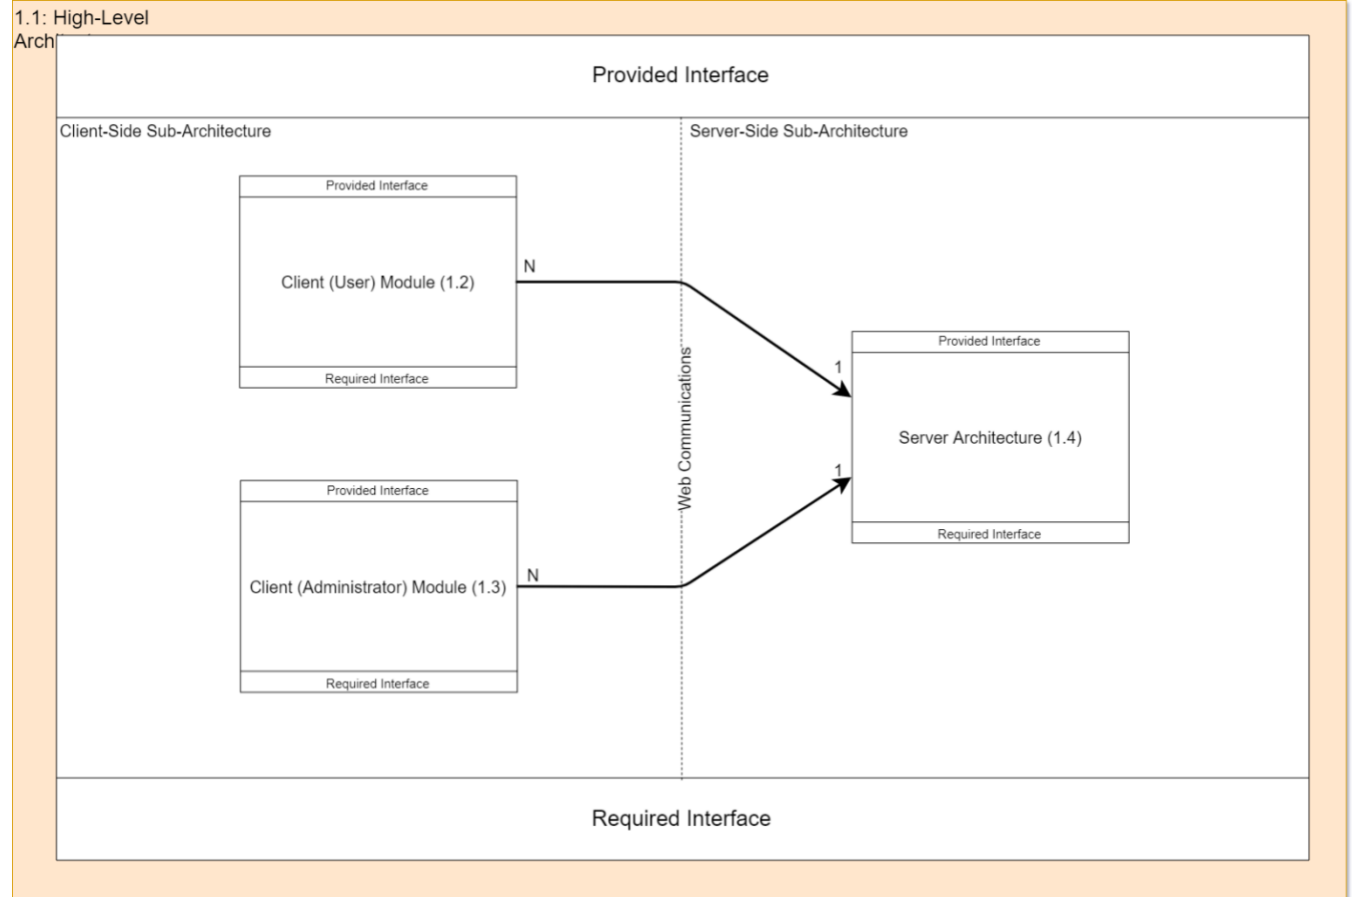 1.1: High-Level
Provided Interface
Client-Side Sub-Architecture
Server-Side Sub-Architecture
Provided Interface
Client (User) Module (1.2)
Required Interface
N
1
Web Communications
Provided Interface
Server Architecture (1.4)
Required Interface
1
Provided Interface
Client (Administrator) Module (1.3)
Required Interface
N
Required Interface